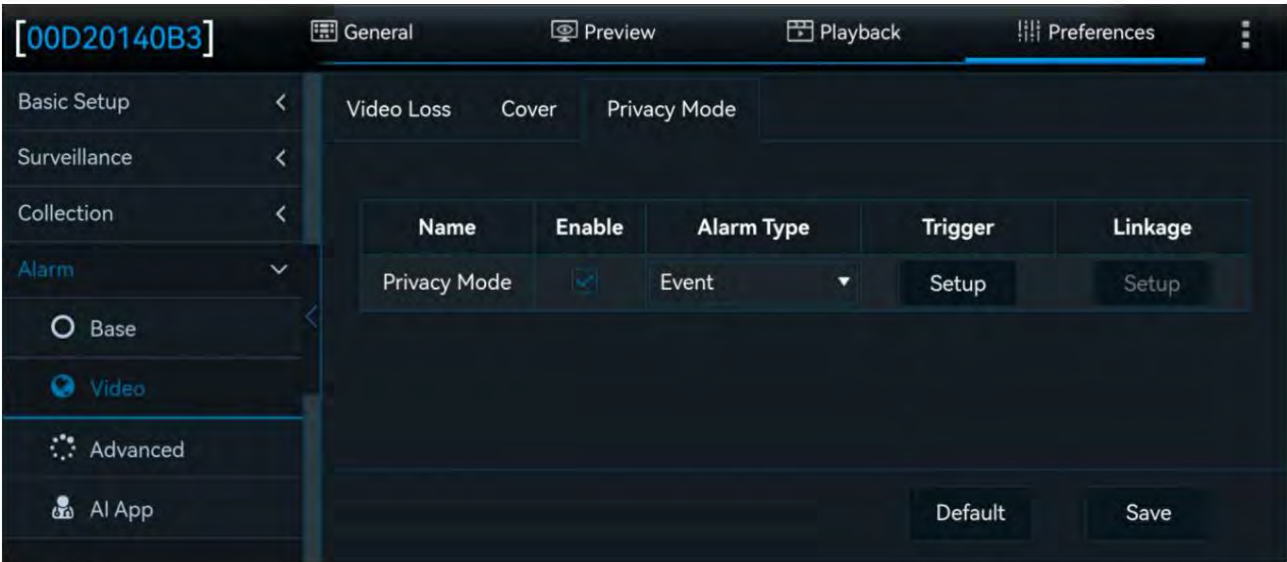 [00D20140B3]
General Preview Playback Preferences
Basic Setup
Surveillance
Collection
Alarm
Base
Video
Advanced
AI App
Video Loss Cover Privacy Mode
Name Enable Alarm Type Trigger Linkage
Privacy Mode Event Setup Setup
Default Save